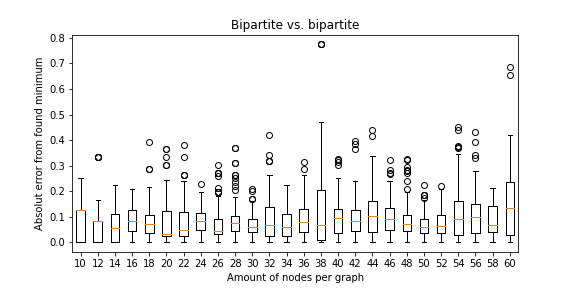 Bipartite vs. bipartite
Absolut error from found minimum
0.8
0.7
0.6
0.5
0.4
0.3
0.2
0.1
0.0
10 12 14 16 18 20 22 24 26 28 30 32 34 36 38 40 42 44 46 48 50 52 54 56 58 60
Amount of nodes per graph